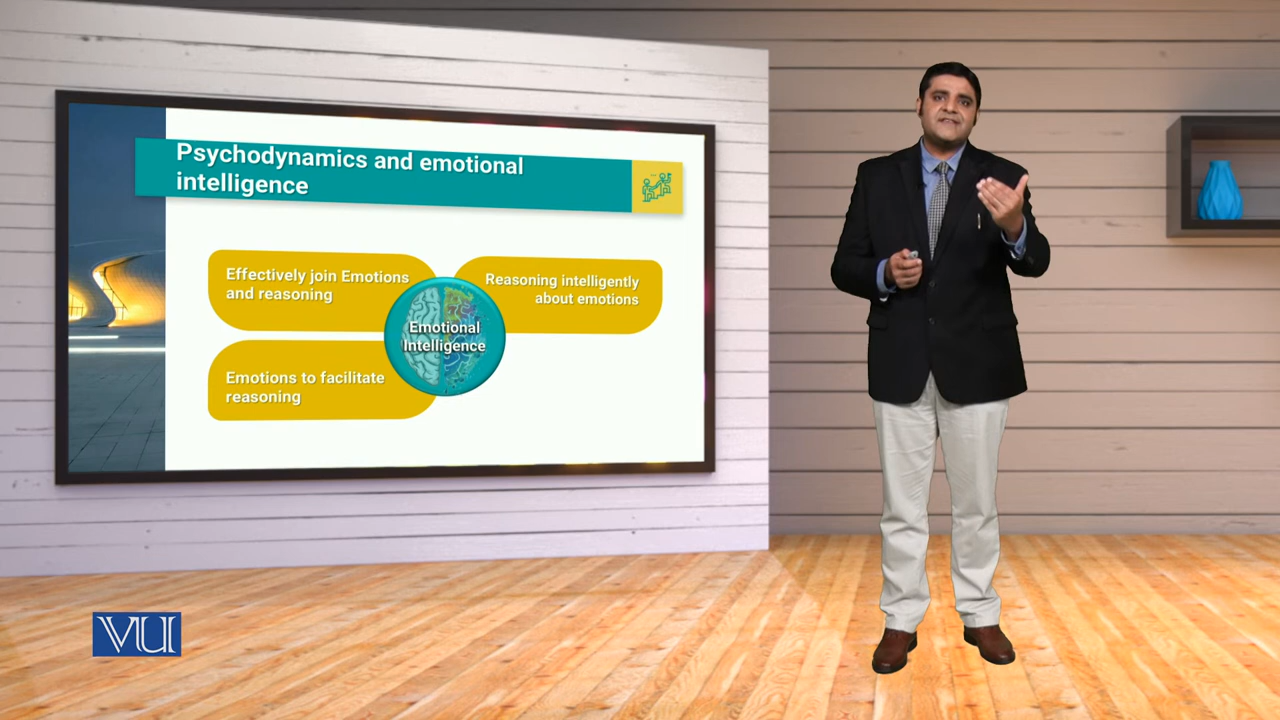 Psychodynamics and emotional
intelligence
Effectively join Emotions
and reasoning
Reasoning intelligently
about emotions
Emotional
Intelligence
Emotions to facilitate
reasoning
VU